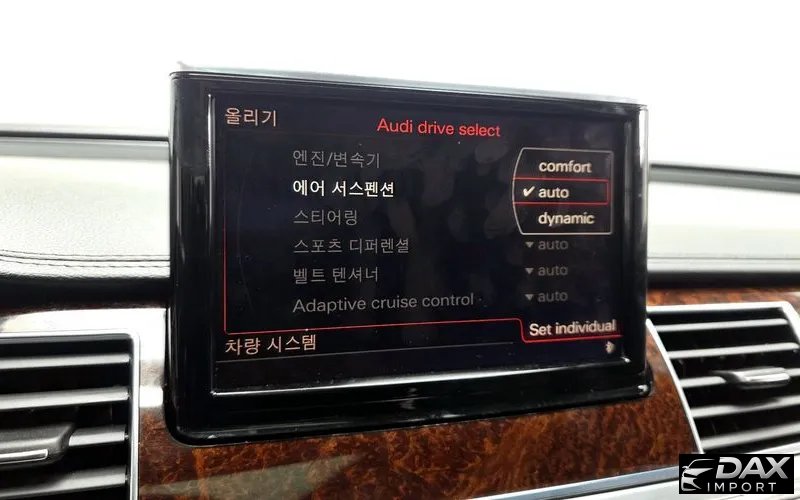 올리기
Audi drive select
엔진/변속기
comfort
에어 서스펜션
✔ auto
스티어링
dynamic
스포츠 디퍼렌셜
▼ auto
벨트 텐셔너
▼ auto
Adaptive cruise control
▼ auto
Set individual
차량 시스템
DAX
IMPORT